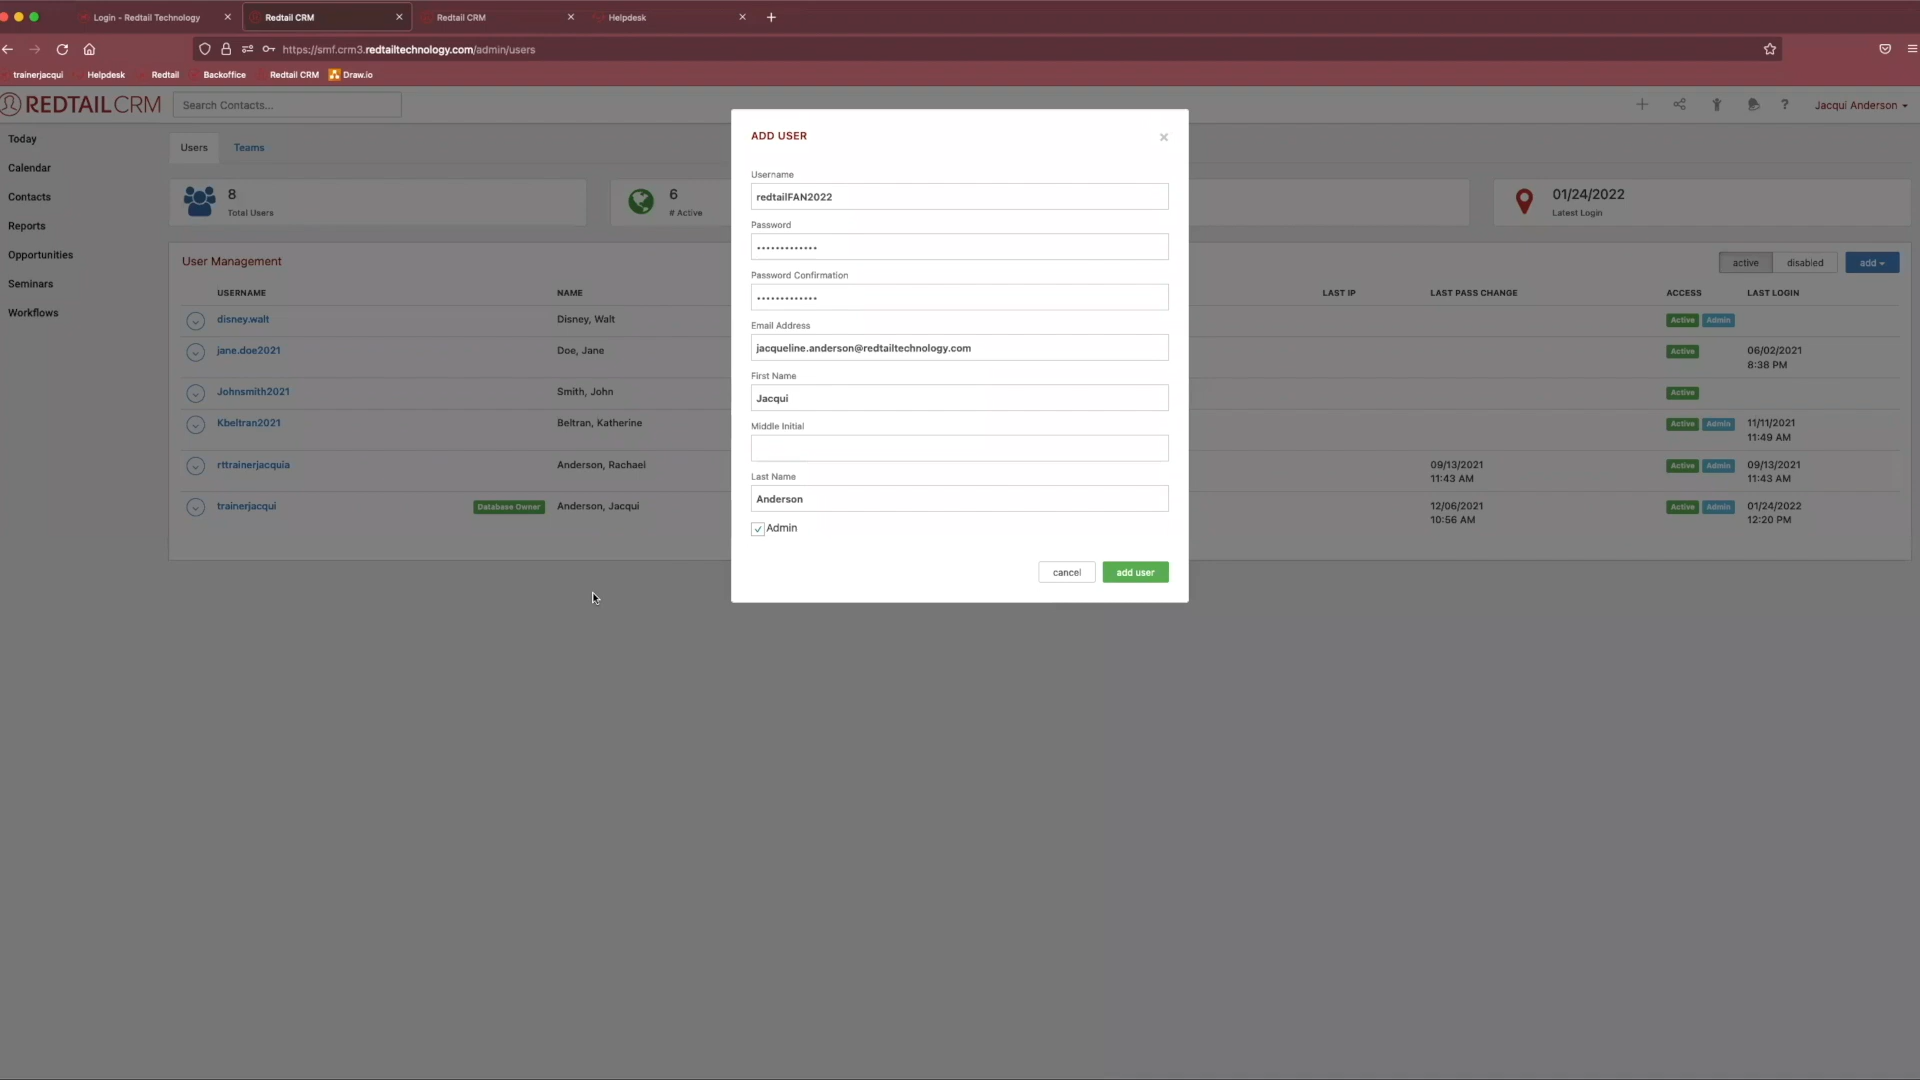 Login - Redtail Technology
Redtail CRM
Redtail CRM
Helpdesk
https://smf.crm3.redtailtechnology.com/admin/users
trainerjacqui Helpdesk Redtail Backoffice Redtail CRM Draw.io
REDTAILCRM
Search Contacts...
Jacqui Anderson
Today
Calendar
Contacts
Reports
Opportunities
Seminars
Workflows
Users Teams
8
Total Users
6
# Active
01/24/2022
Latest Login
User Management
active disabled add
USERNAME NAME LAST IP LAST PASS CHANGE ACCESS LAST LOGIN
disney.walt Disney, Walt Active Admin
jane.doe2021 Doe, Jane Active 06/02/2021
8:38 PM
Johnsmith2021 Smith, John Active
Kbeltran2021 Beltran, Katherine Active Admin 11/11/2021
11:49 AM
rttrainerjacquia Anderson, Rachael 09/13/2021 Active Admin 09/13/2021
11:43 AM 11:43 AM
trainerjacqui Database Owner Anderson, Jacqui 12/06/2021 Active Admin 01/24/2022
10:56 AM 12:20 PM
ADD USER
Username
redtailFAN2022
Password
•••••••••••••
Password Confirmation
•••••••••••••
Email Address
jacqueline.anderson@redtailtechnology.com
First Name
Jacqui
Middle Initial
Last Name
Anderson
Admin
cancel add user